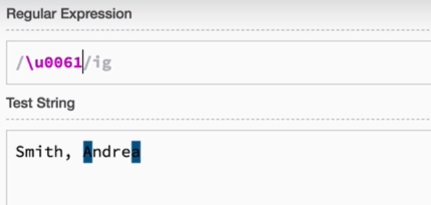 Regular Expression
/\u0061/ig
Test String
Smith, Andrea